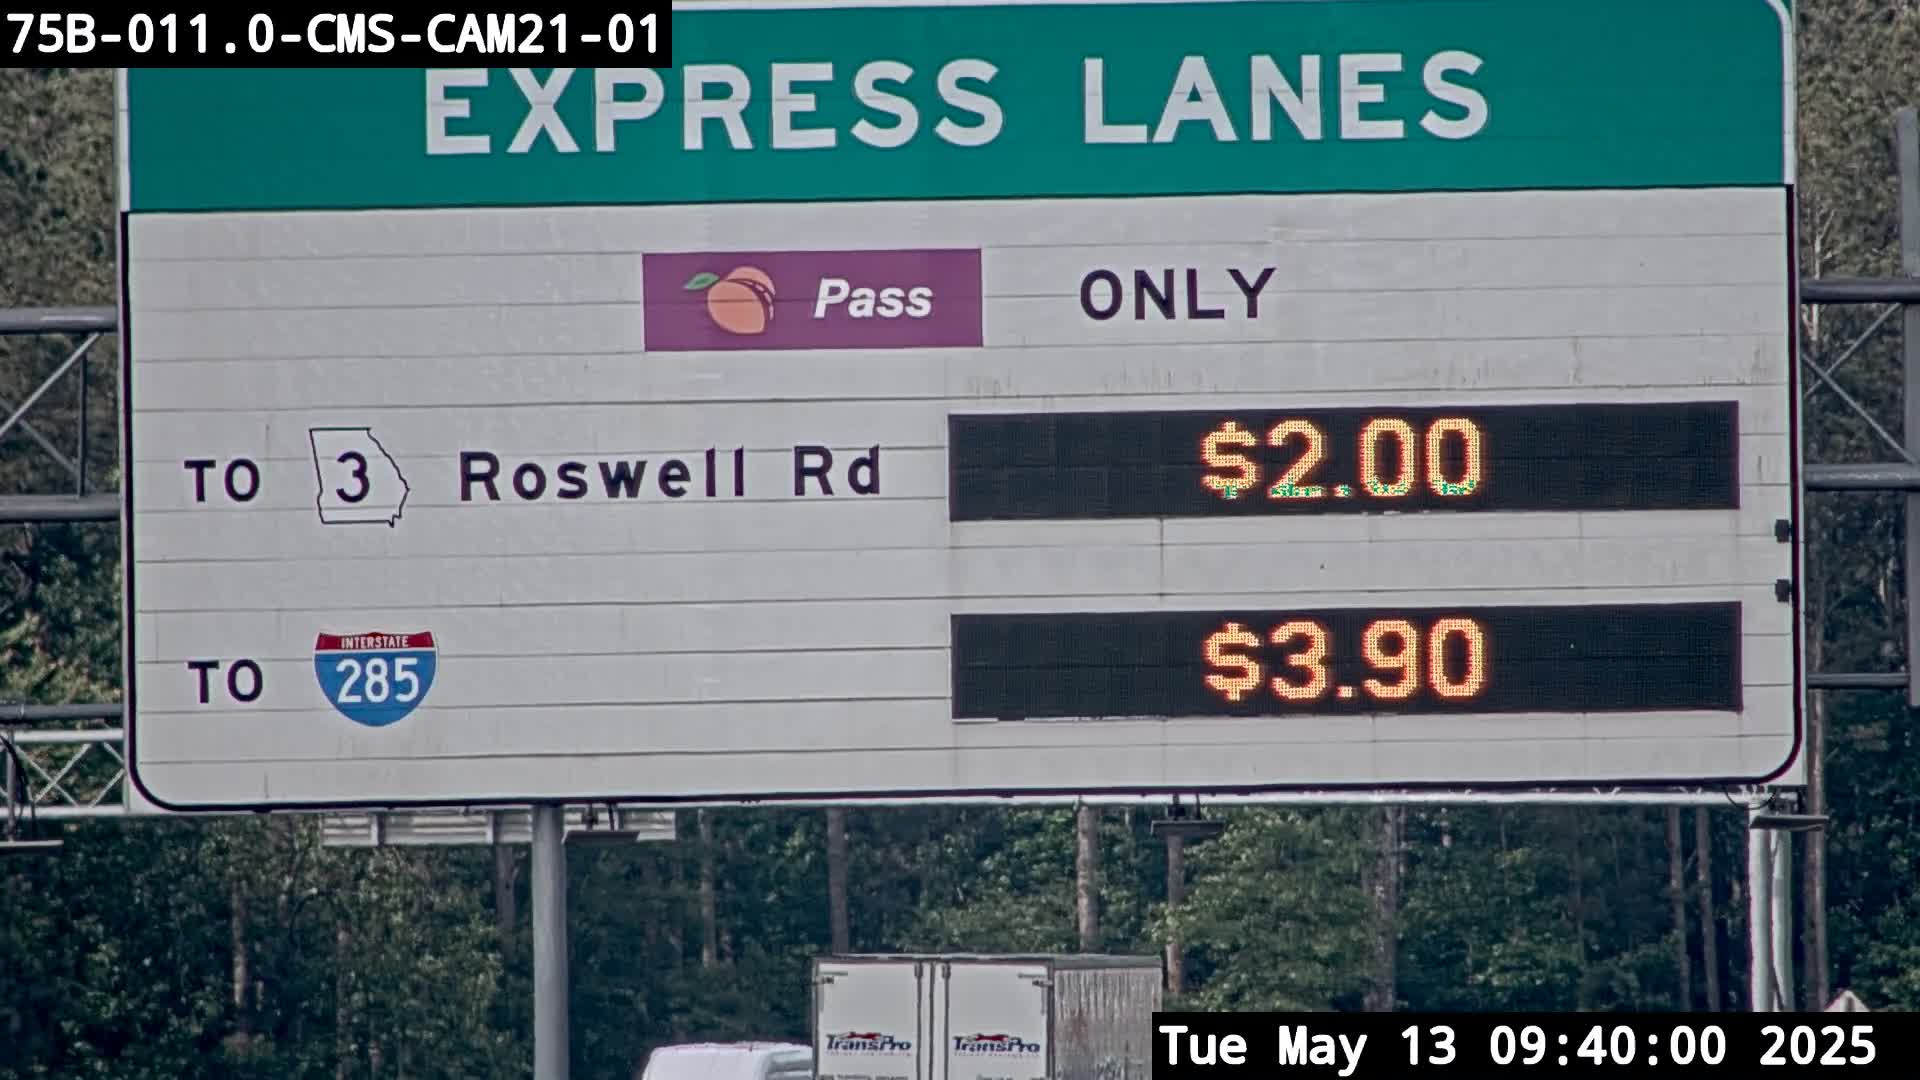 75B-011.0-CMS-CAM21-01
EXPRESS LANES
Pass ONLY
TO 3 Roswell Rd $2.00
INTERSTATE
TO 285 $3.90
TransPro TransPro
Tue May 13 09:40:00 2025